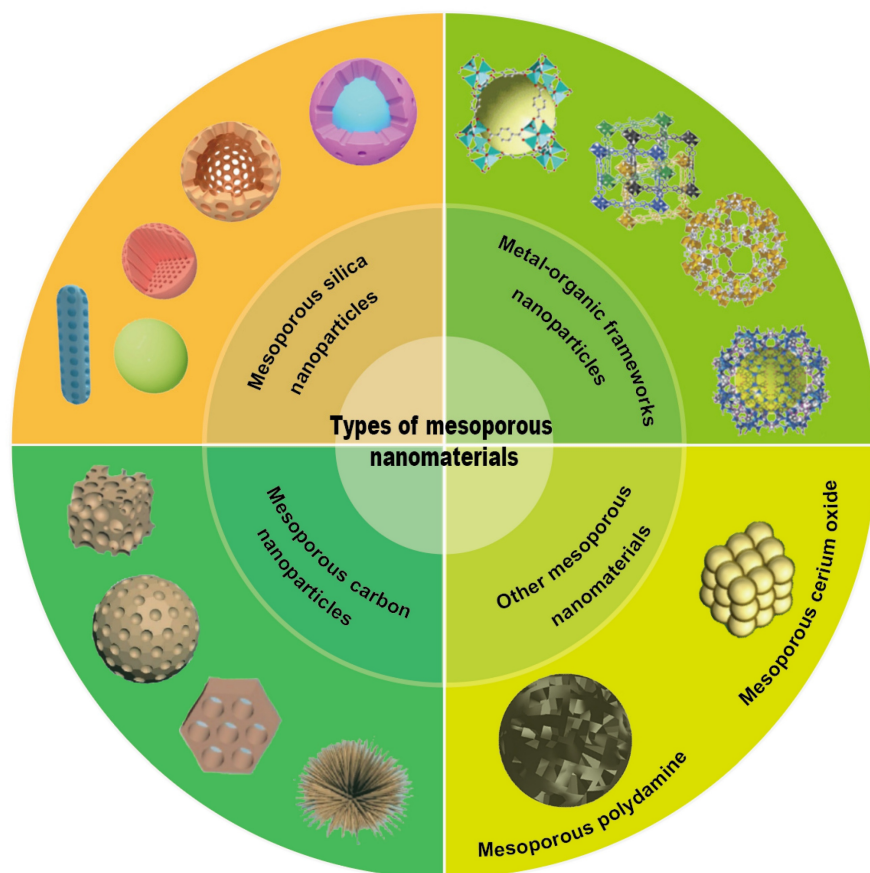 Types of mesoporous
nanomaterials
Mesoporous silica
nanoparticles
Metal-organic frameworks
nanoparticles
Mesoporous carbon
nanoparticles
Other mesoporous
nanomaterials
Mesoporous cerium oxide
Mesoporous polydamine